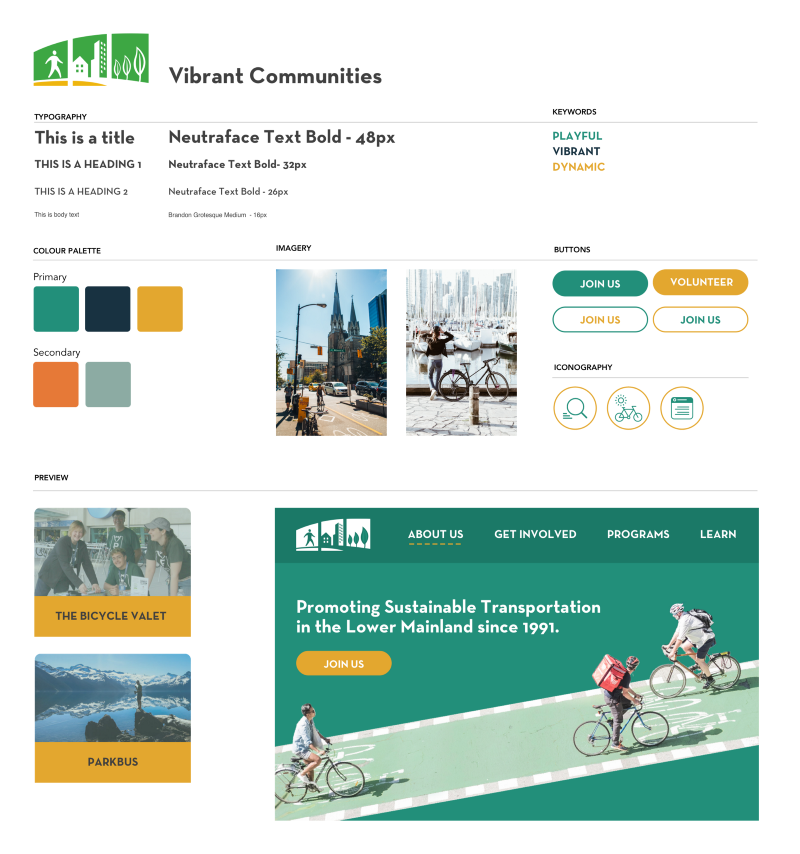 Vibrant Communities
TYPOGRAPHY
This is a title
Neutraface Text Bold - 48px
THIS IS A HEADING 1
Neutraface Text Bold- 32px
THIS IS A HEADING 2
Neutraface Text Bold - 26px
This is body text
Brandon Grotesque Medium - 16px
KEYWORDS
PLAYFUL
VIBRANT
DYNAMIC
COLOUR PALETTE
Primary
Secondary
IMAGERY
BUTTONS
JOIN US
VOLUNTEER
JOIN US
JOIN US
ICONOGRAPHY
PREVIEW
THE BICYCLE VALET
PARKBUS
ABOUT US
GET INVOLVED
PROGRAMS
LEARN
Promoting Sustainable Transportation
in the Lower Mainland since 1991.
JOIN US